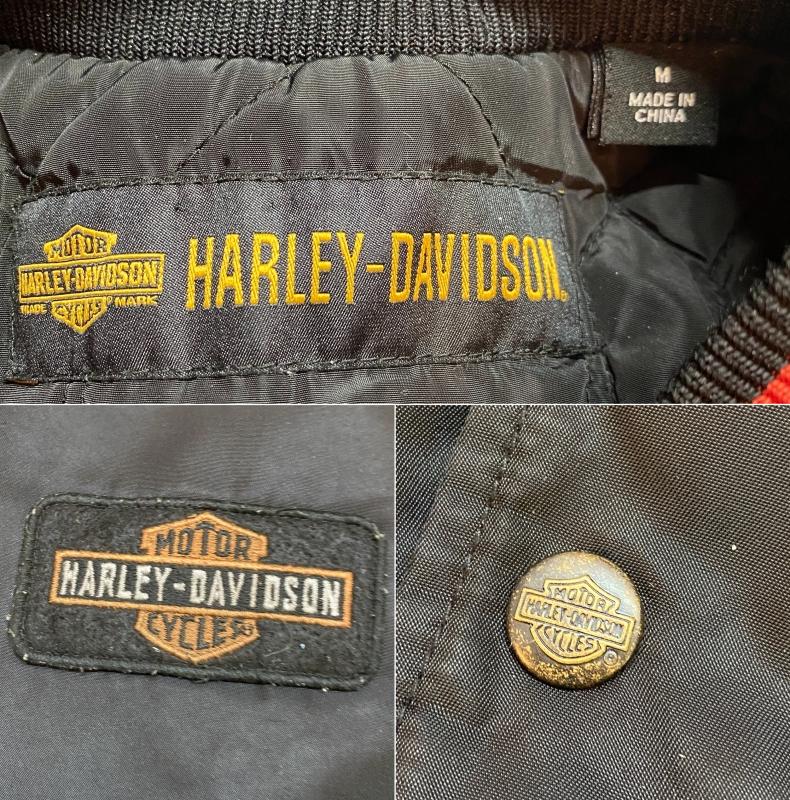 M
MADE IN
CHINA
MOTOR
HARLEY-DAVIDSON
TRADE CYCLES® MARK
HARLEY-DAVIDSON®
MOTOR
HARLEY-DAVIDSON
CYCLES®
MOTOR
HARLEY-DAVIDSON
CYCLES
®